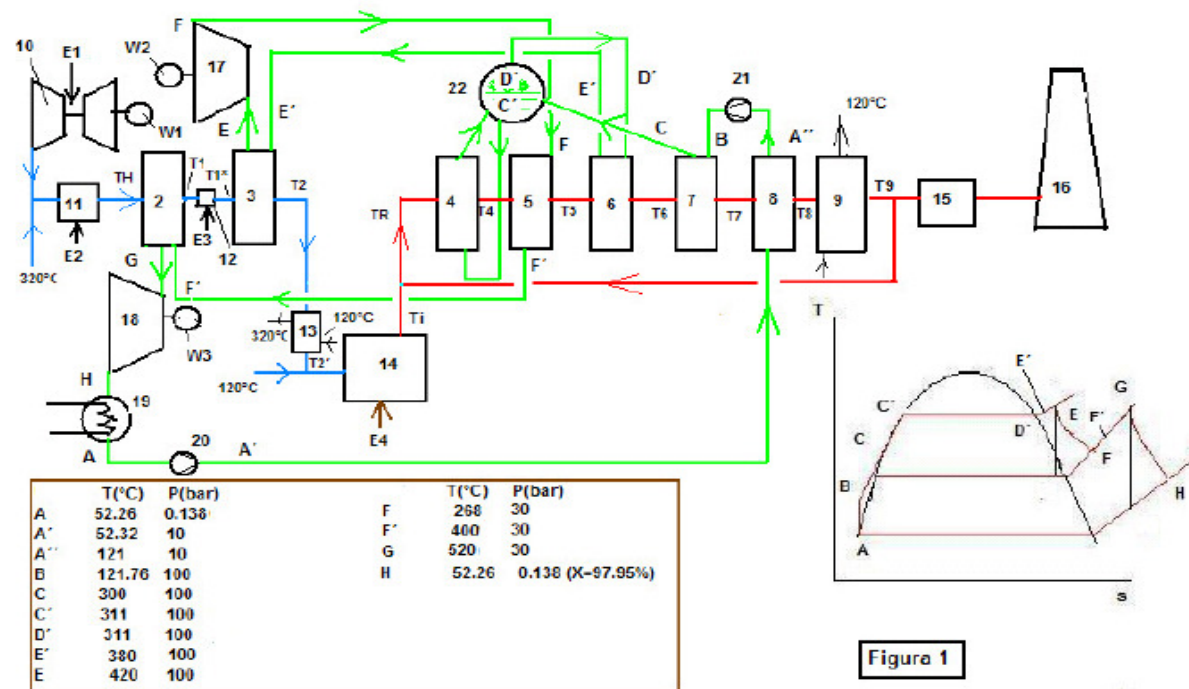 F
10
E1
W2
17
22
D´
C´
E´
D´
21
120°C
W1
E
E´
C
B
A´´
F
TH
T1
T1*
T2
11
2
3
12
E2
E3
320°C
TR
4
T4
5
T5
6
T6
7
T7
8
T8
9
T9
15
16
G
F´
F´
18
W3
13
120°C
320°C
T2´
Ti
14
120°C
E4
H
19
A
20
A´
T
E´
C´
G
E
F´
C
D´
F
B
H
A
s
T(°C) P(bar) T(°C) P(bar)
A 52.26 0.138 F 268 30
A´ 52.32 10 F´ 400 30
A´´ 121 10 G 520 30
B 121.76 100 H 52.26 0.138 (X=97.95%)
C 300 100
C´ 311 100
D´ 311 100
E´ 380 100
E 420 100
Figura 1